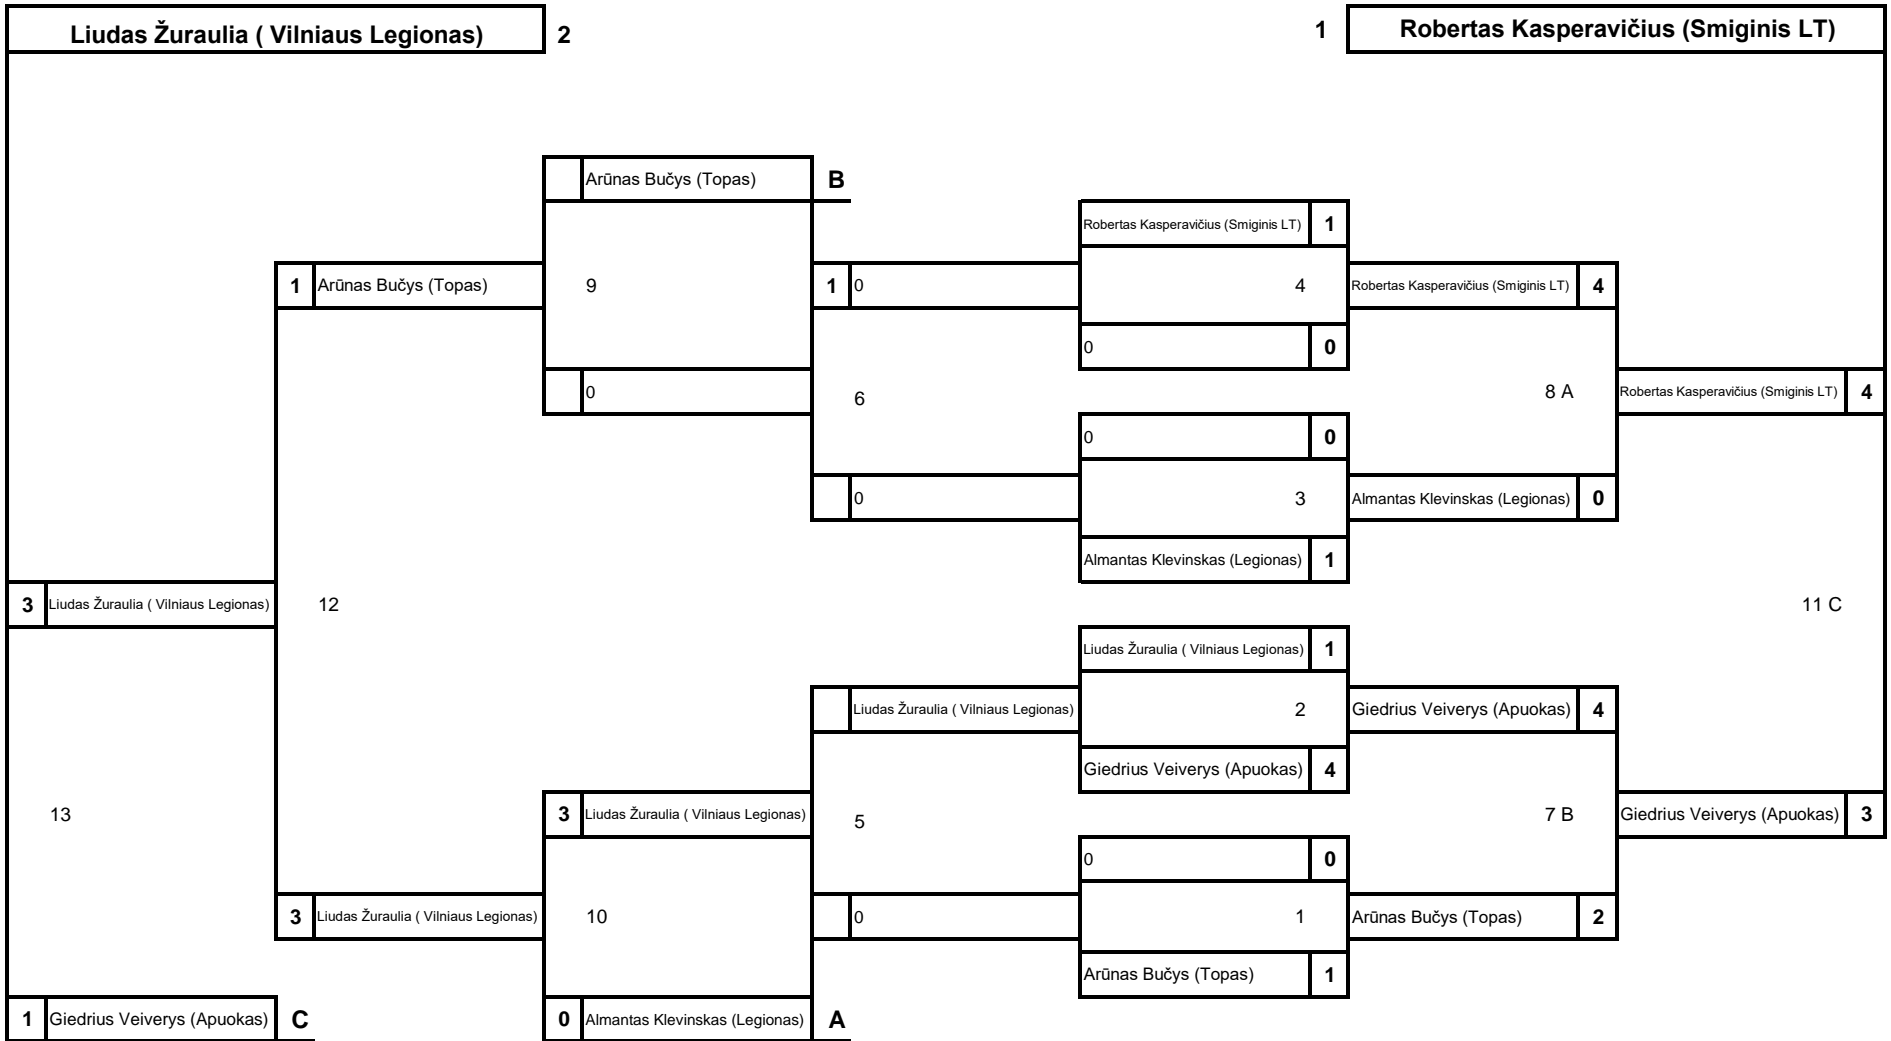 Liudas Žuraulia ( Vilniaus Legionas) 2 1 Robertas Kasperavičius (Smiginis LT)
Arūnas Bučys (Topas) B
Robertas Kasperavičius (Smiginis LT) 1
1 Arūnas Bučys (Topas) 9 1 0 4 Robertas Kasperavičius (Smiginis LT) 4
0 0
0 6 8 A Robertas Kasperavičius (Smiginis LT) 4
0 0
0 3 Almantas Klevinskas (Legionas) 0
Almantas Klevinskas (Legionas) 1
3 Liudas Žuraulia ( Vilniaus Legionas) 12 11 C
Liudas Žuraulia ( Vilniaus Legionas) 1
Liudas Žuraulia ( Vilniaus Legionas) 2 Giedrius Veiverys (Apuokas) 4
Giedrius Veiverys (Apuokas) 4
13 3 Liudas Žuraulia ( Vilniaus Legionas) 5 7 B Giedrius Veiverys (Apuokas) 3
0 0
3 Liudas Žuraulia ( Vilniaus Legionas) 10 0 1 Arūnas Bučys (Topas) 2
Arūnas Bučys (Topas) 1
1 Giedrius Veiverys (Apuokas) C 0 Almantas Klevinskas (Legionas) A